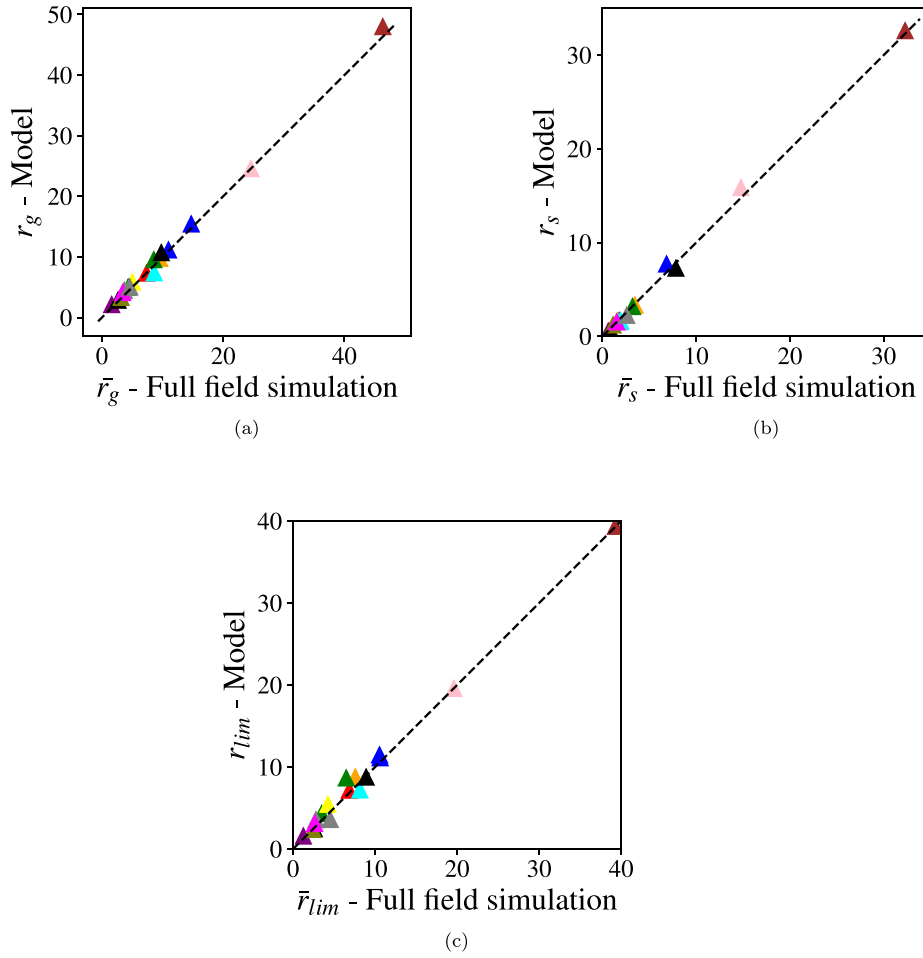 50
40
30
20
10
0
r_g - Model
0 20 40
r̄_g - Full field simulation
(a)
30
20
10
0
r_s - Model
0 10 20 30
r̄_s - Full field simulation
(b)
40
30
20
10
0
r_lim - Model
0 10 20 30 40
r̄_lim - Full field simulation
(c)